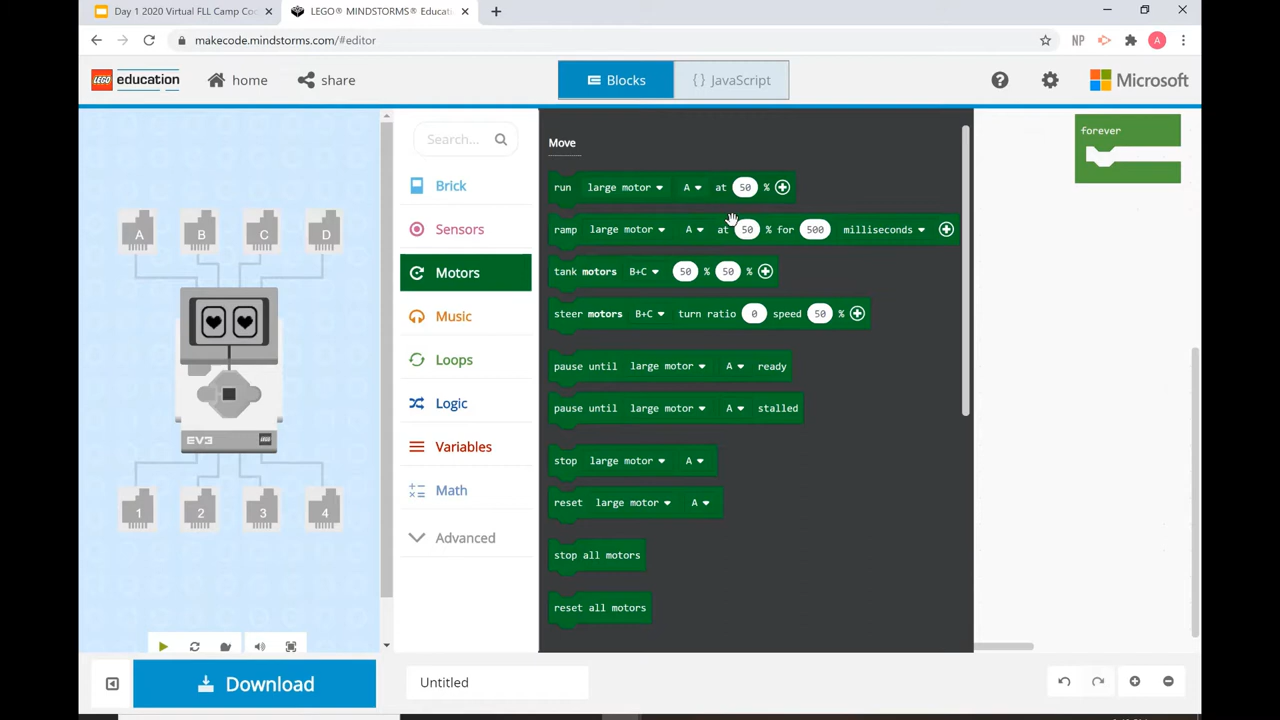 Day 1 2020 Virtual FLL Camp Coc
LEGO® MINDSTORMS® Educati
makecode.mindstorms.com/#editor
NP
A
LEGO education
home
share
Blocks
{ } JavaScript
Microsoft
Search...
Brick
Sensors
Motors
Music
Loops
Logic
Variables
Math
Advanced
A
B
C
D
EV3
1
2
3
4
Move
run large motor A at 50 %
ramp large motor A at 50 % for 500 milliseconds
tank motors B+C 50 % 50 %
steer motors B+C turn ratio 0 speed 50 %
pause until large motor A ready
pause until large motor A stalled
stop large motor A
reset large motor A
stop all motors
reset all motors
forever
Download
Untitled